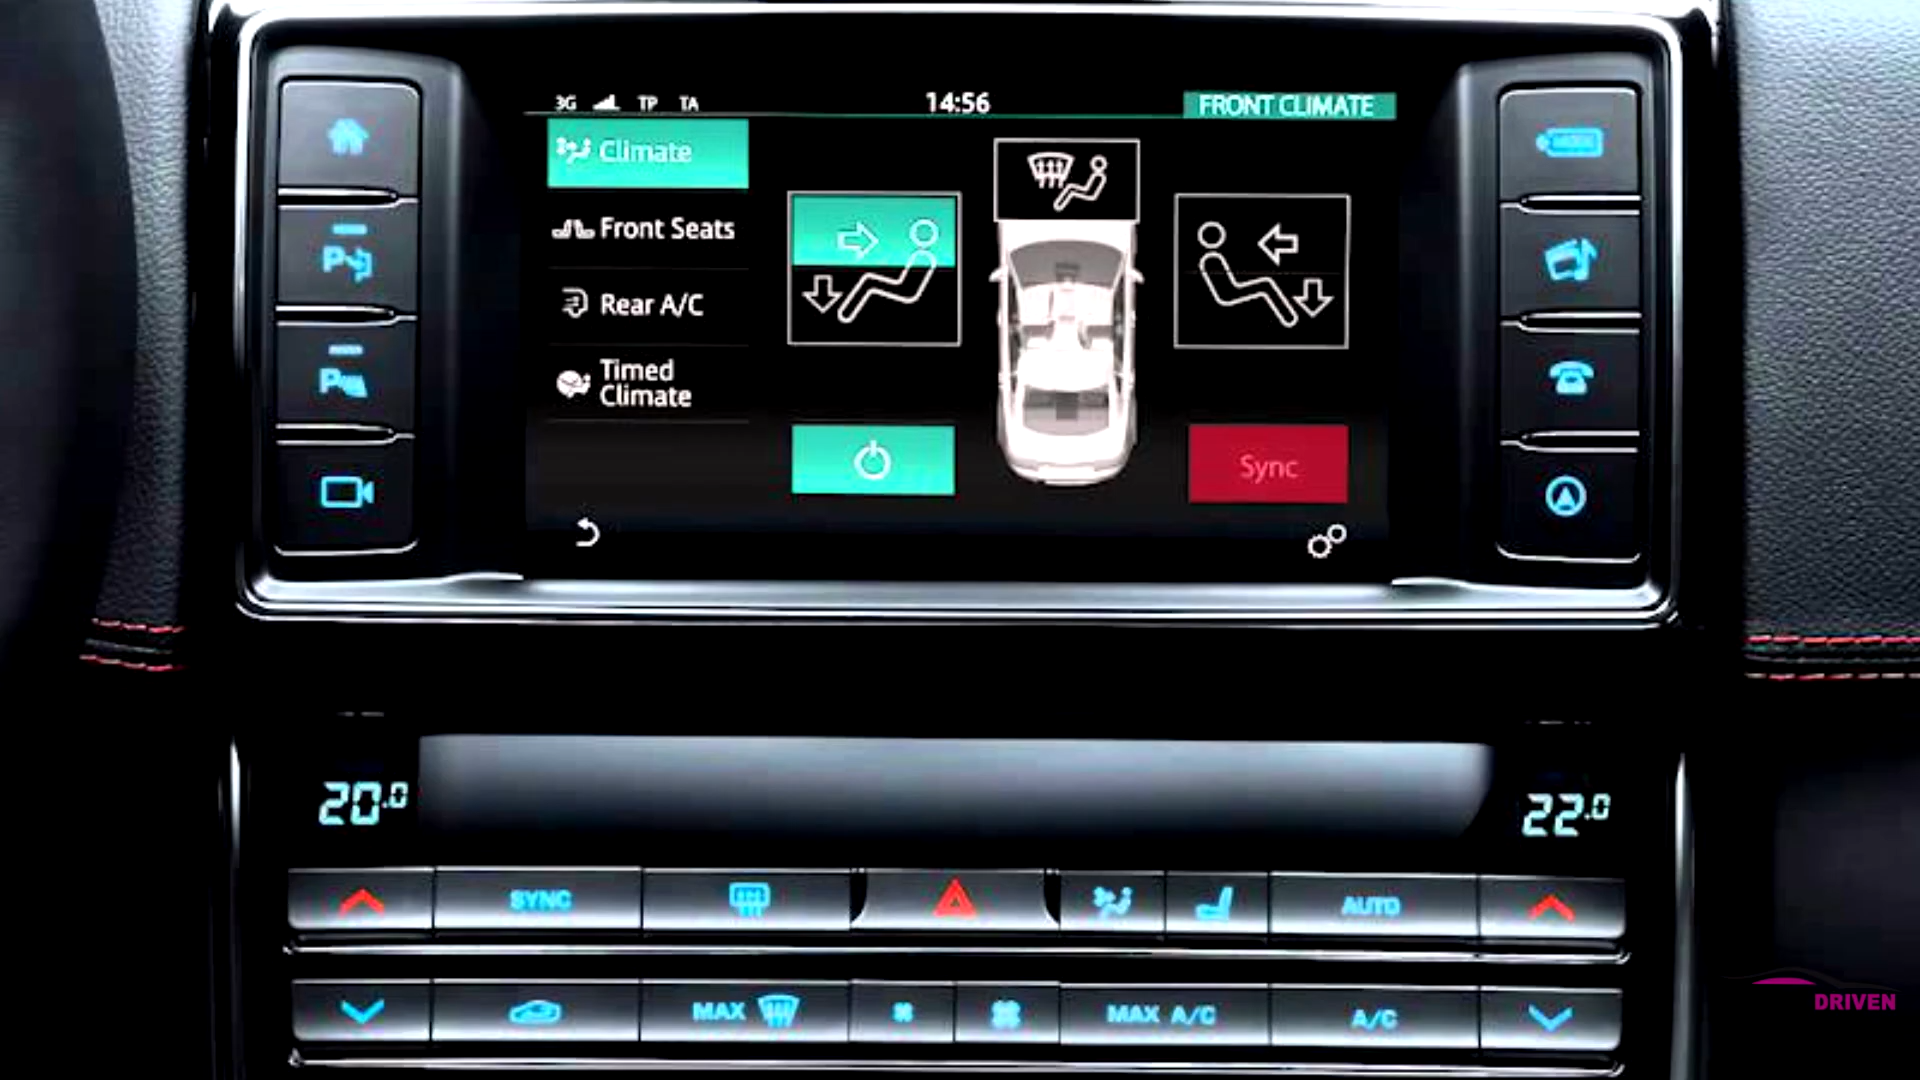 3G TP TA
14:56
FRONT CLIMATE
Climate
Front Seats
Rear A/C
Timed
Climate
Sync
20.0
22.0
SYNC
AUTO
MAX
MAX A/C
A/C
DRIVEN